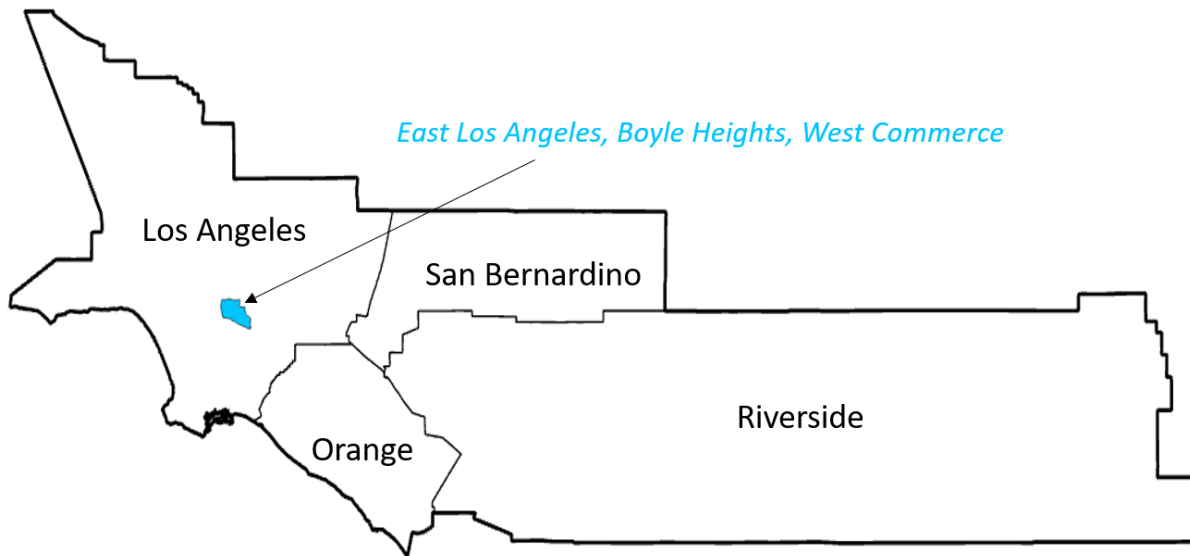 East Los Angeles, Boyle Heights, West Commerce
Los Angeles
San Bernardino
Riverside
Orange